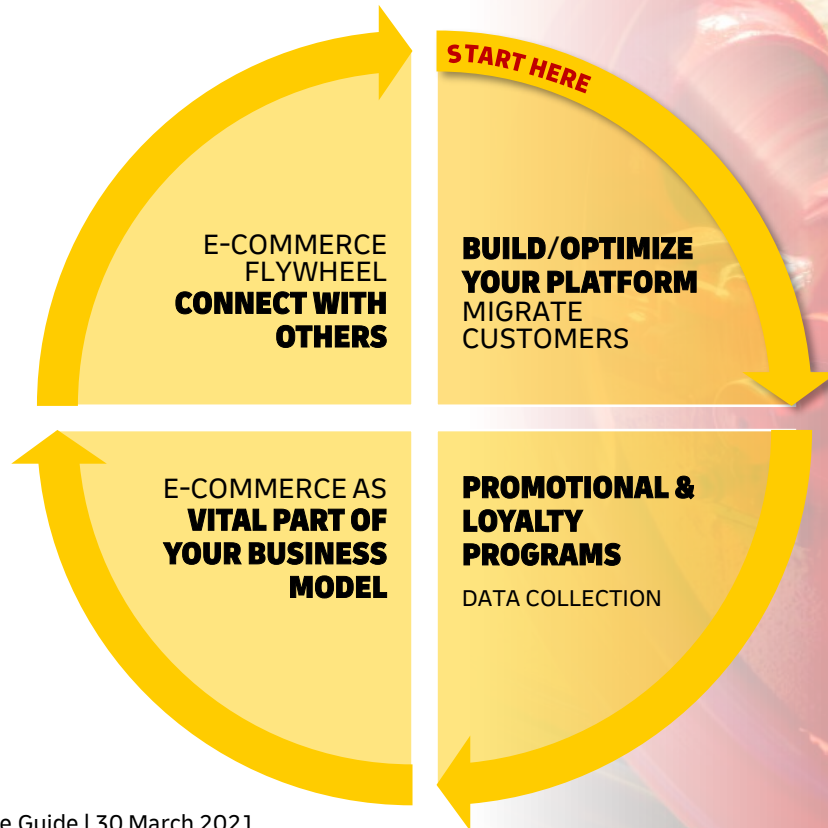 START HERE
E-COMMERCE
FLYWHEEL
CONNECT WITH
OTHERS
BUILD/OPTIMIZE
YOUR PLATFORM
MIGRATE
CUSTOMERS
E-COMMERCE AS
VITAL PART OF
YOUR BUSINESS
MODEL
PROMOTIONAL &
LOYALTY
PROGRAMS
DATA COLLECTION
e Guide | 30 March 2021